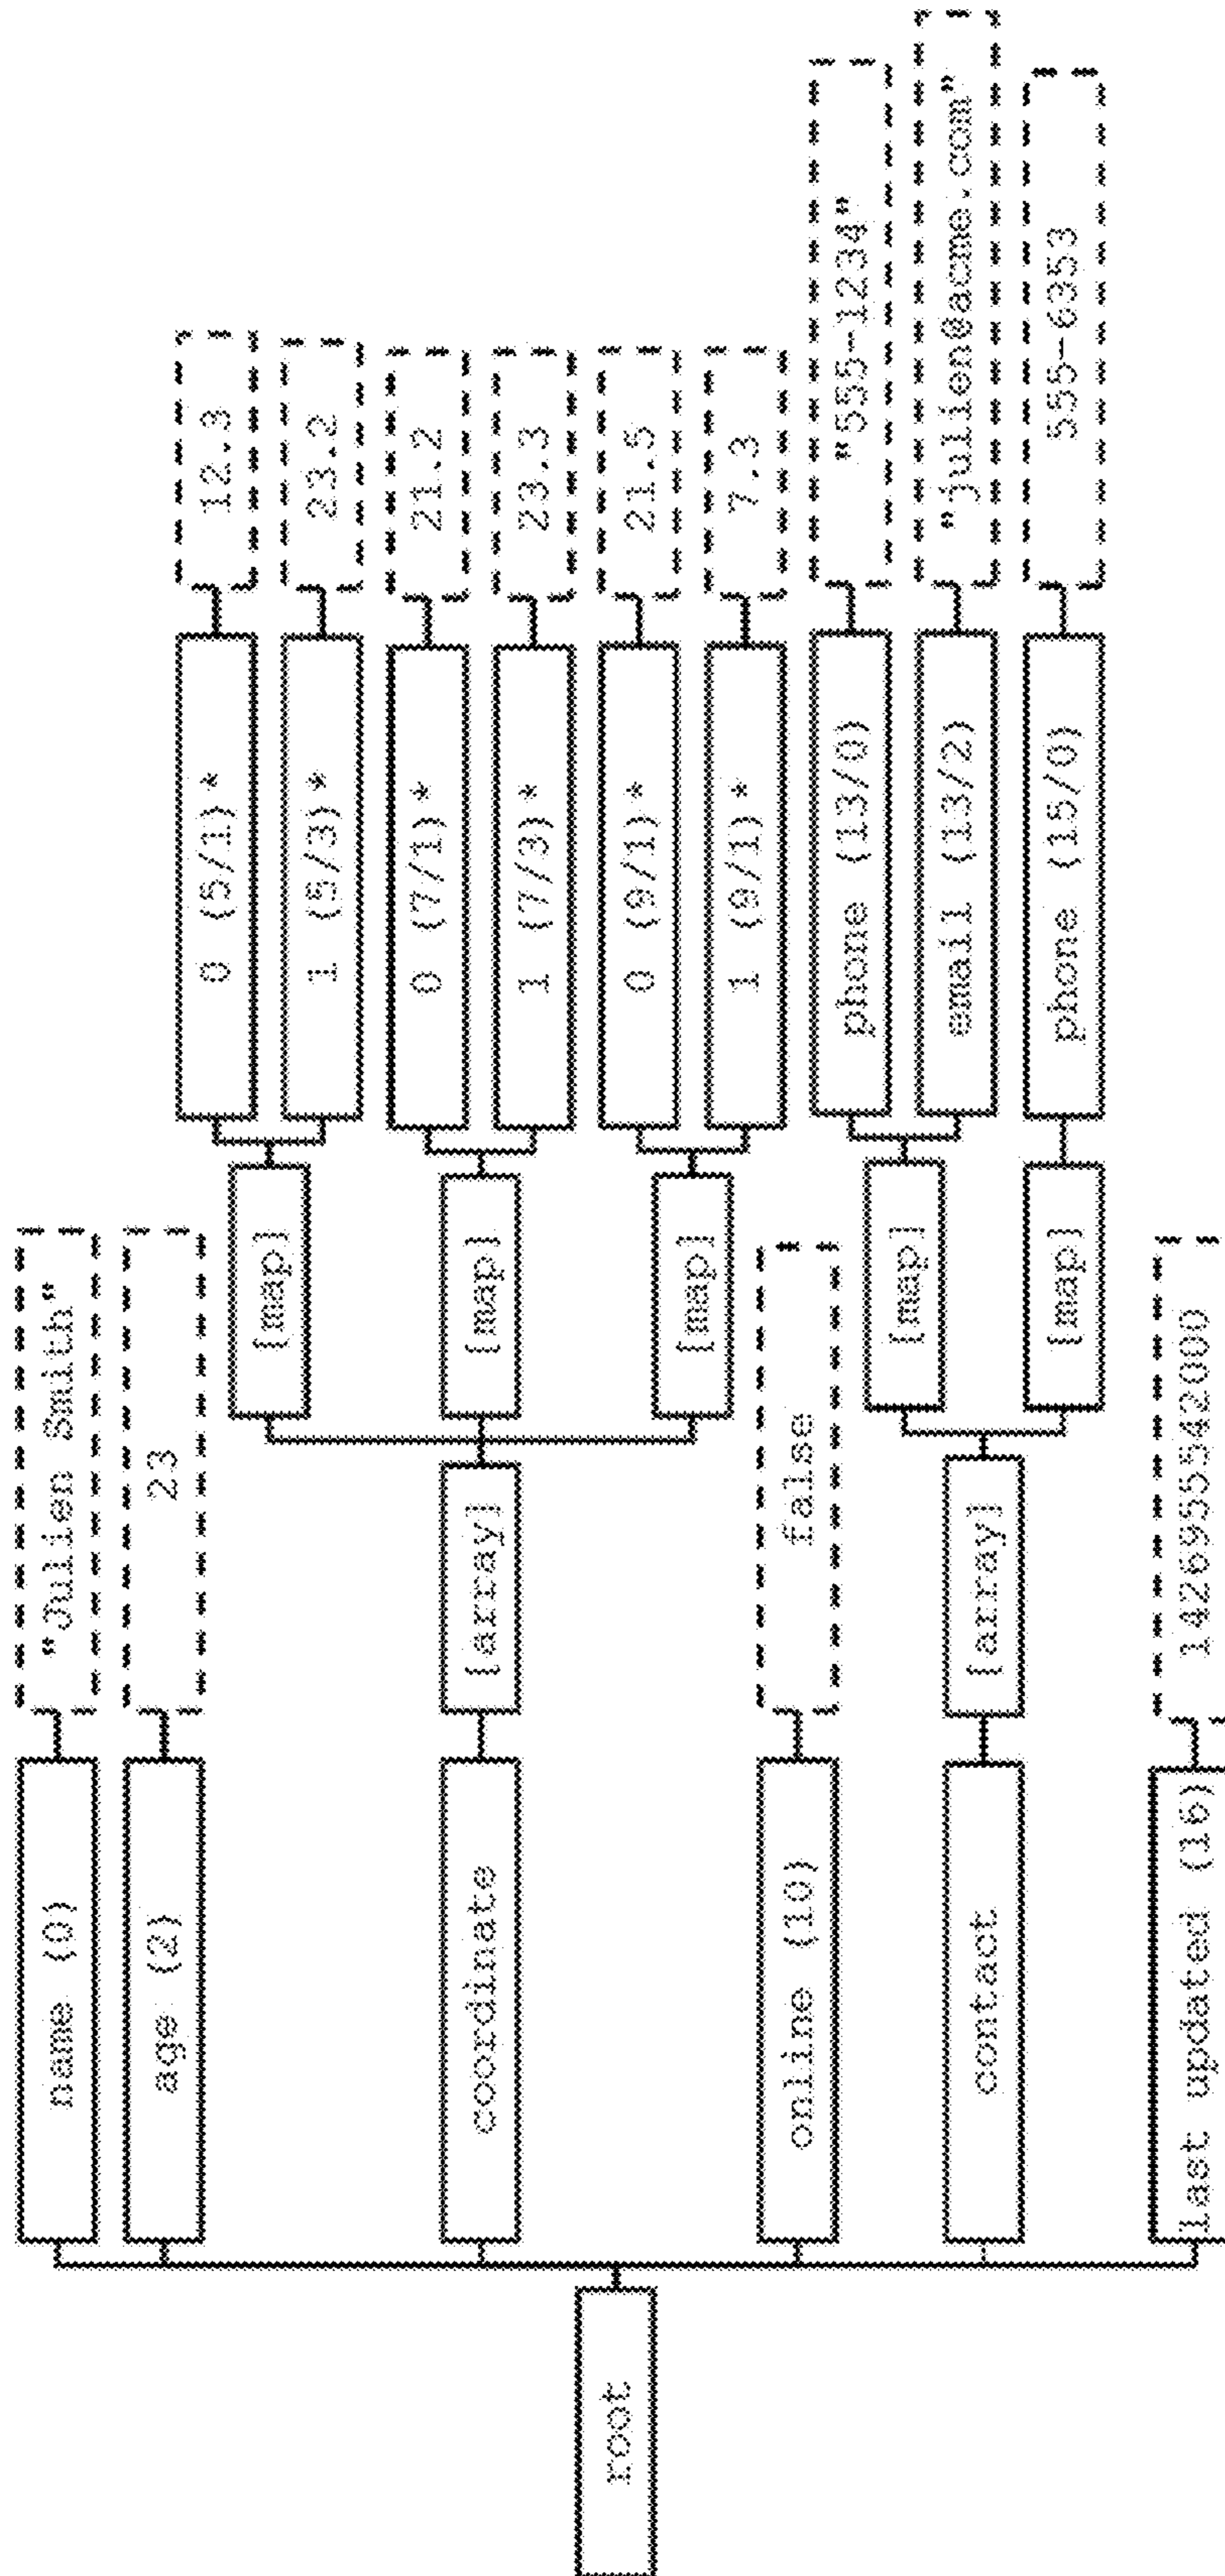 root
name (0)
"Julien Smith"
age (2)
23
coordinate
[array]
[map]
0 (5/1)*
12.3
1 (5/3)*
23.2
[map]
0 (7/1)*
21.2
1 (7/3)*
23.3
[map]
0 (9/1)*
21.5
1 (9/1)*
7.3
online (10)
false
contact
[array]
[map]
phone (13/0)
"555-1234"
email (13/2)
"julien@acme.com"
[map]
phone (15/0)
555-6353
last updated (16)
1426955542000